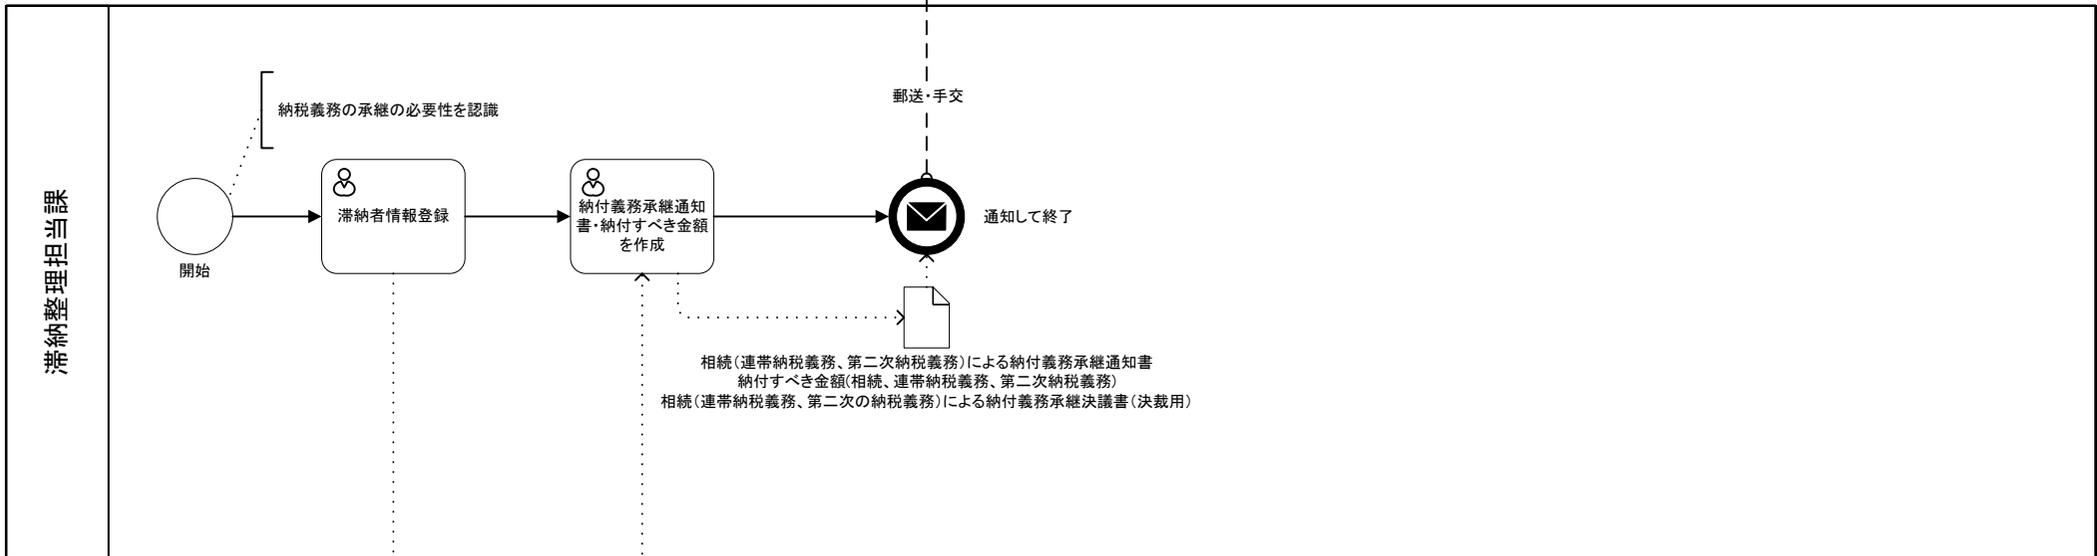 滞納整理担当課
納税義務の承継の必要性を認識
郵送・手交
開始
滞納者情報登録
納付義務承継通知
書・納付すべき金額
を作成
通知して終了
相続（連帯納税義務、第二次納税義務）による納付義務承継通知書
納付すべき金額(相続、連帯納税義務、第二次納税義務)
相続（連帯納税義務、第二次の納税義務）による納付義務承継決議書（決裁用）